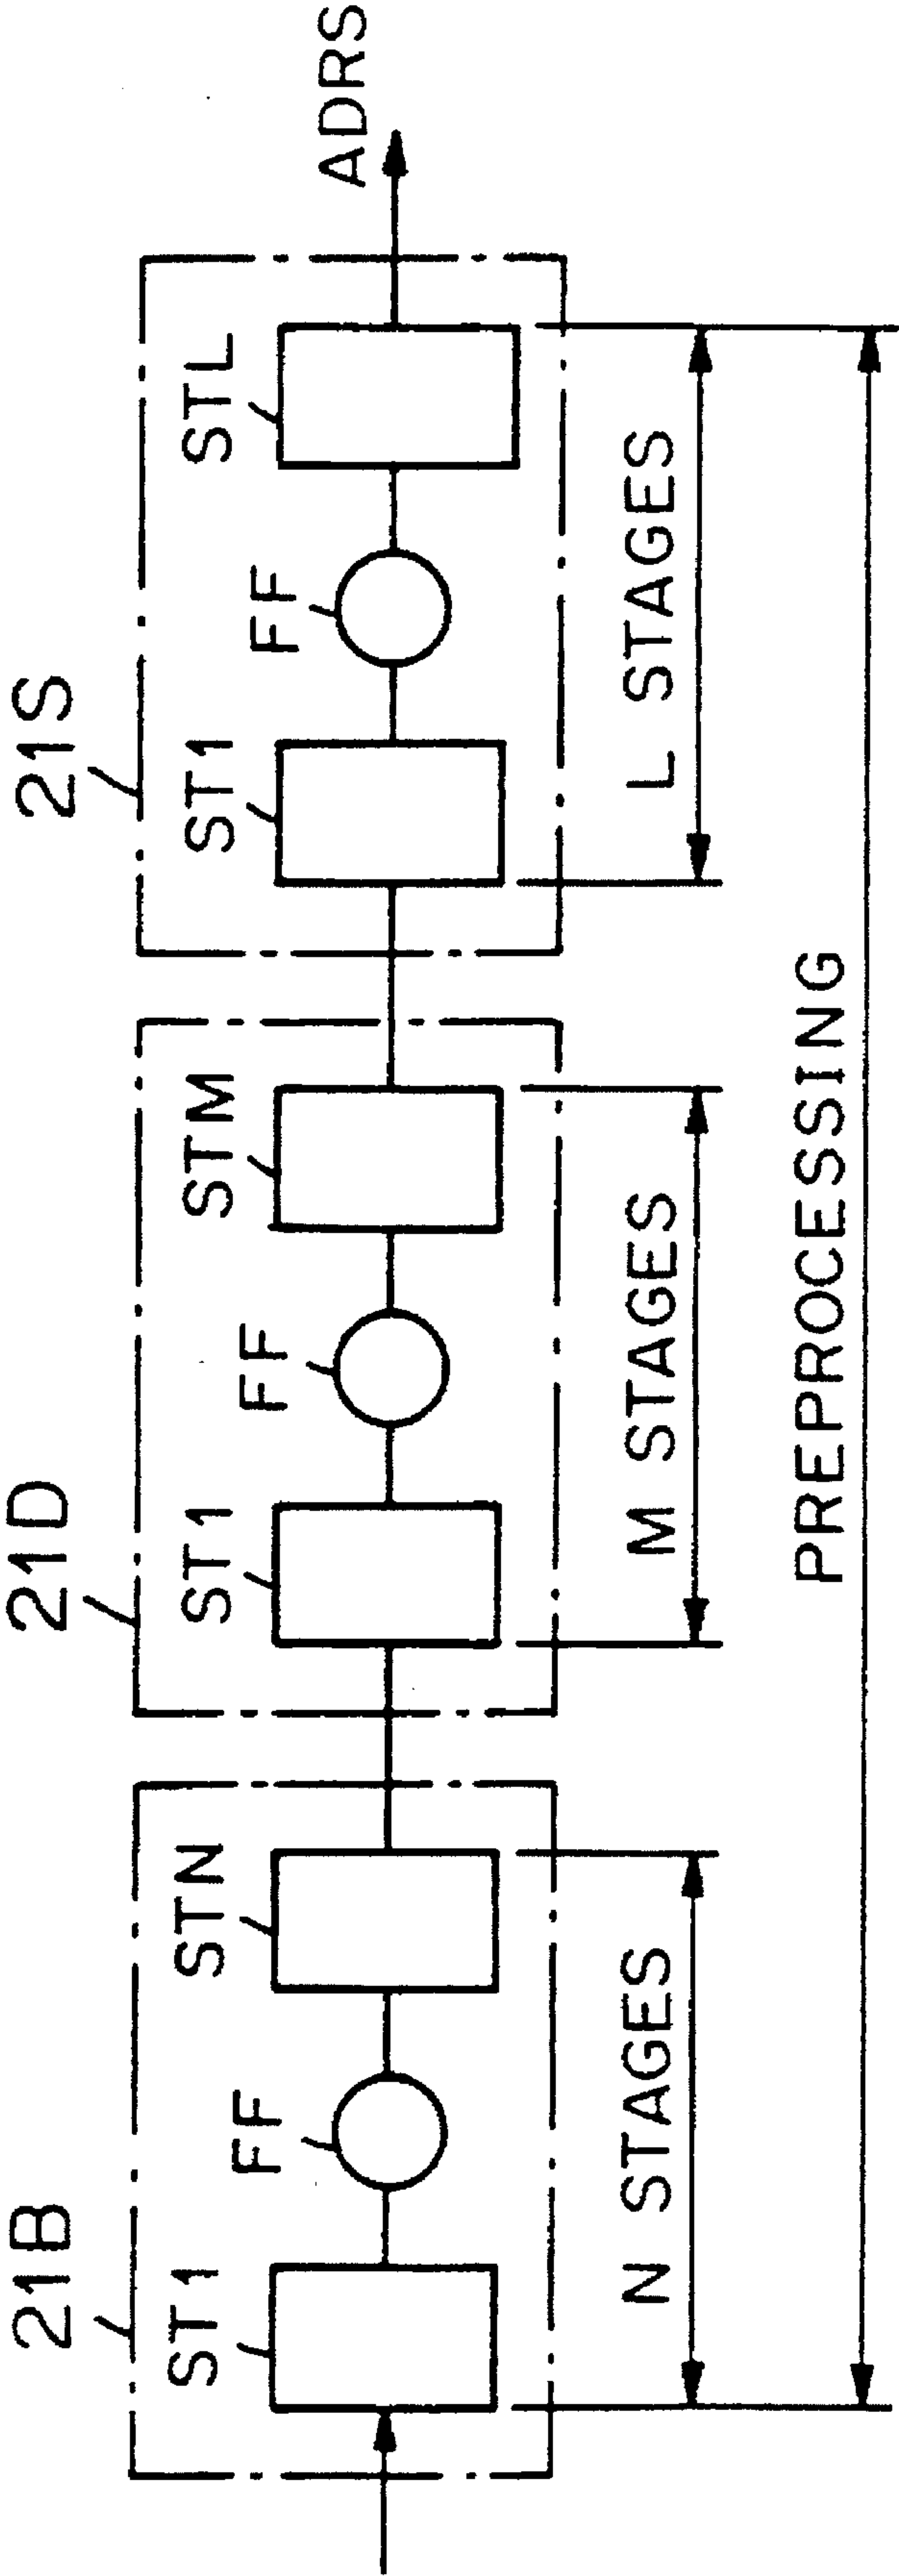 21B
21D
21S
ST1
FF
STN
ST1
FF
STM
ST1
FF
STL
ADRS
N STAGES
M STAGES
L STAGES
PREPROCESSING